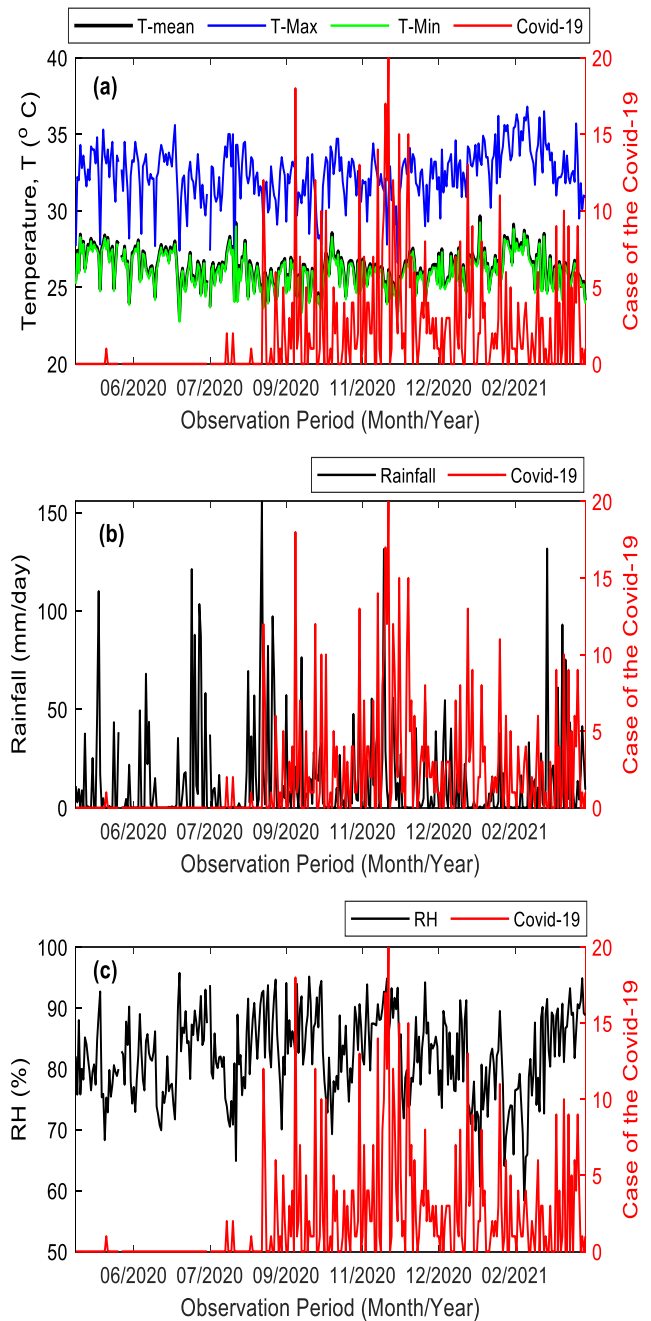 T-mean T-Max T-Min Covid-19
(a)
40
35
30
25
20
Temperature, T (° C)
20
15
10
5
0
Case of the Covid-19
06/2020 07/2020 09/2020 11/2020 12/2020 02/2021
Observation Period (Month/Year)
Rainfall Covid-19
(b)
150
100
50
0
Rainfall (mm/day)
20
15
10
5
0
Case of the Covid-19
06/2020 07/2020 09/2020 11/2020 12/2020 02/2021
Observation Period (Month/Year)
RH Covid-19
(c)
100
90
80
70
60
50
RH (%)
20
15
10
5
0
Case of the Covid-19
06/2020 07/2020 09/2020 11/2020 12/2020 02/2021
Observation Period (Month/Year)